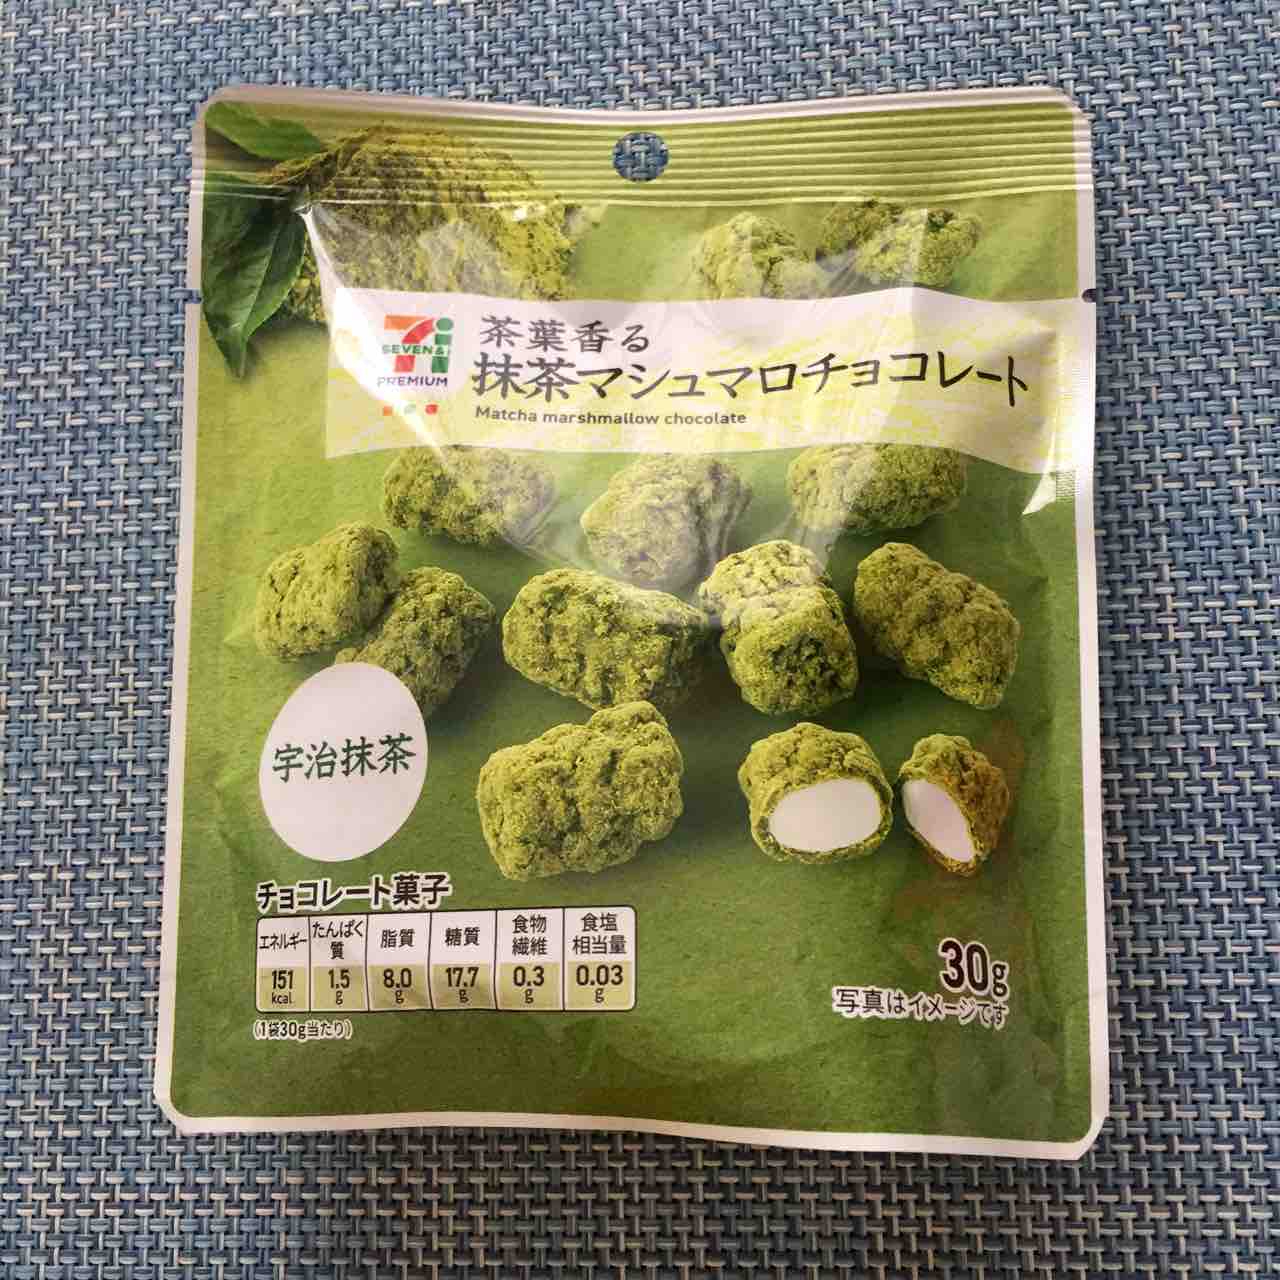 SEVEN&i
PREMIUM
茶葉香る
抹茶マシュマロチョコレート
Matcha marshmallow chocolate
宇治抹茶
チョコレート菓子
エネルギー たんぱく質 脂質 糖質 食物繊維 食塩相当量
151kcal 1.5g 8.0g 17.7g 0.3g 0.03g
(1袋30g当たり)
30g
写真はイメージです